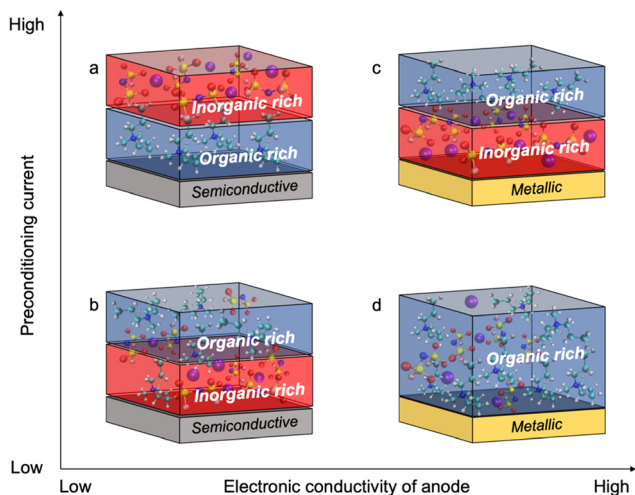 High
a
Inorganic rich
Organic rich
Semiconductive
c
Organic rich
Inorganic rich
Metallic
Preconditioning current
b
Organic rich
Inorganic rich
Semiconductive
d
Organic rich
Metallic
Low
Low
Electronic conductivity of anode
High